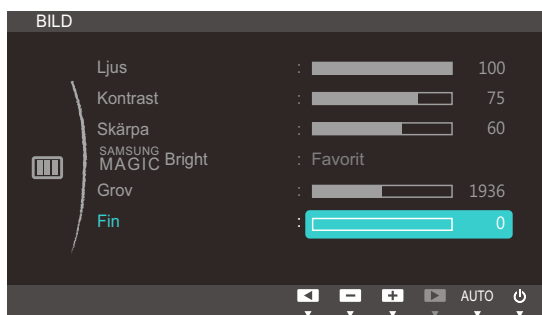 BILD
Ljus : 100
Kontrast : 75
Skärpa : 60
SAMSUNG MAGIC Bright : Favorit
Grov : 1936
Fin : 0
AUTO